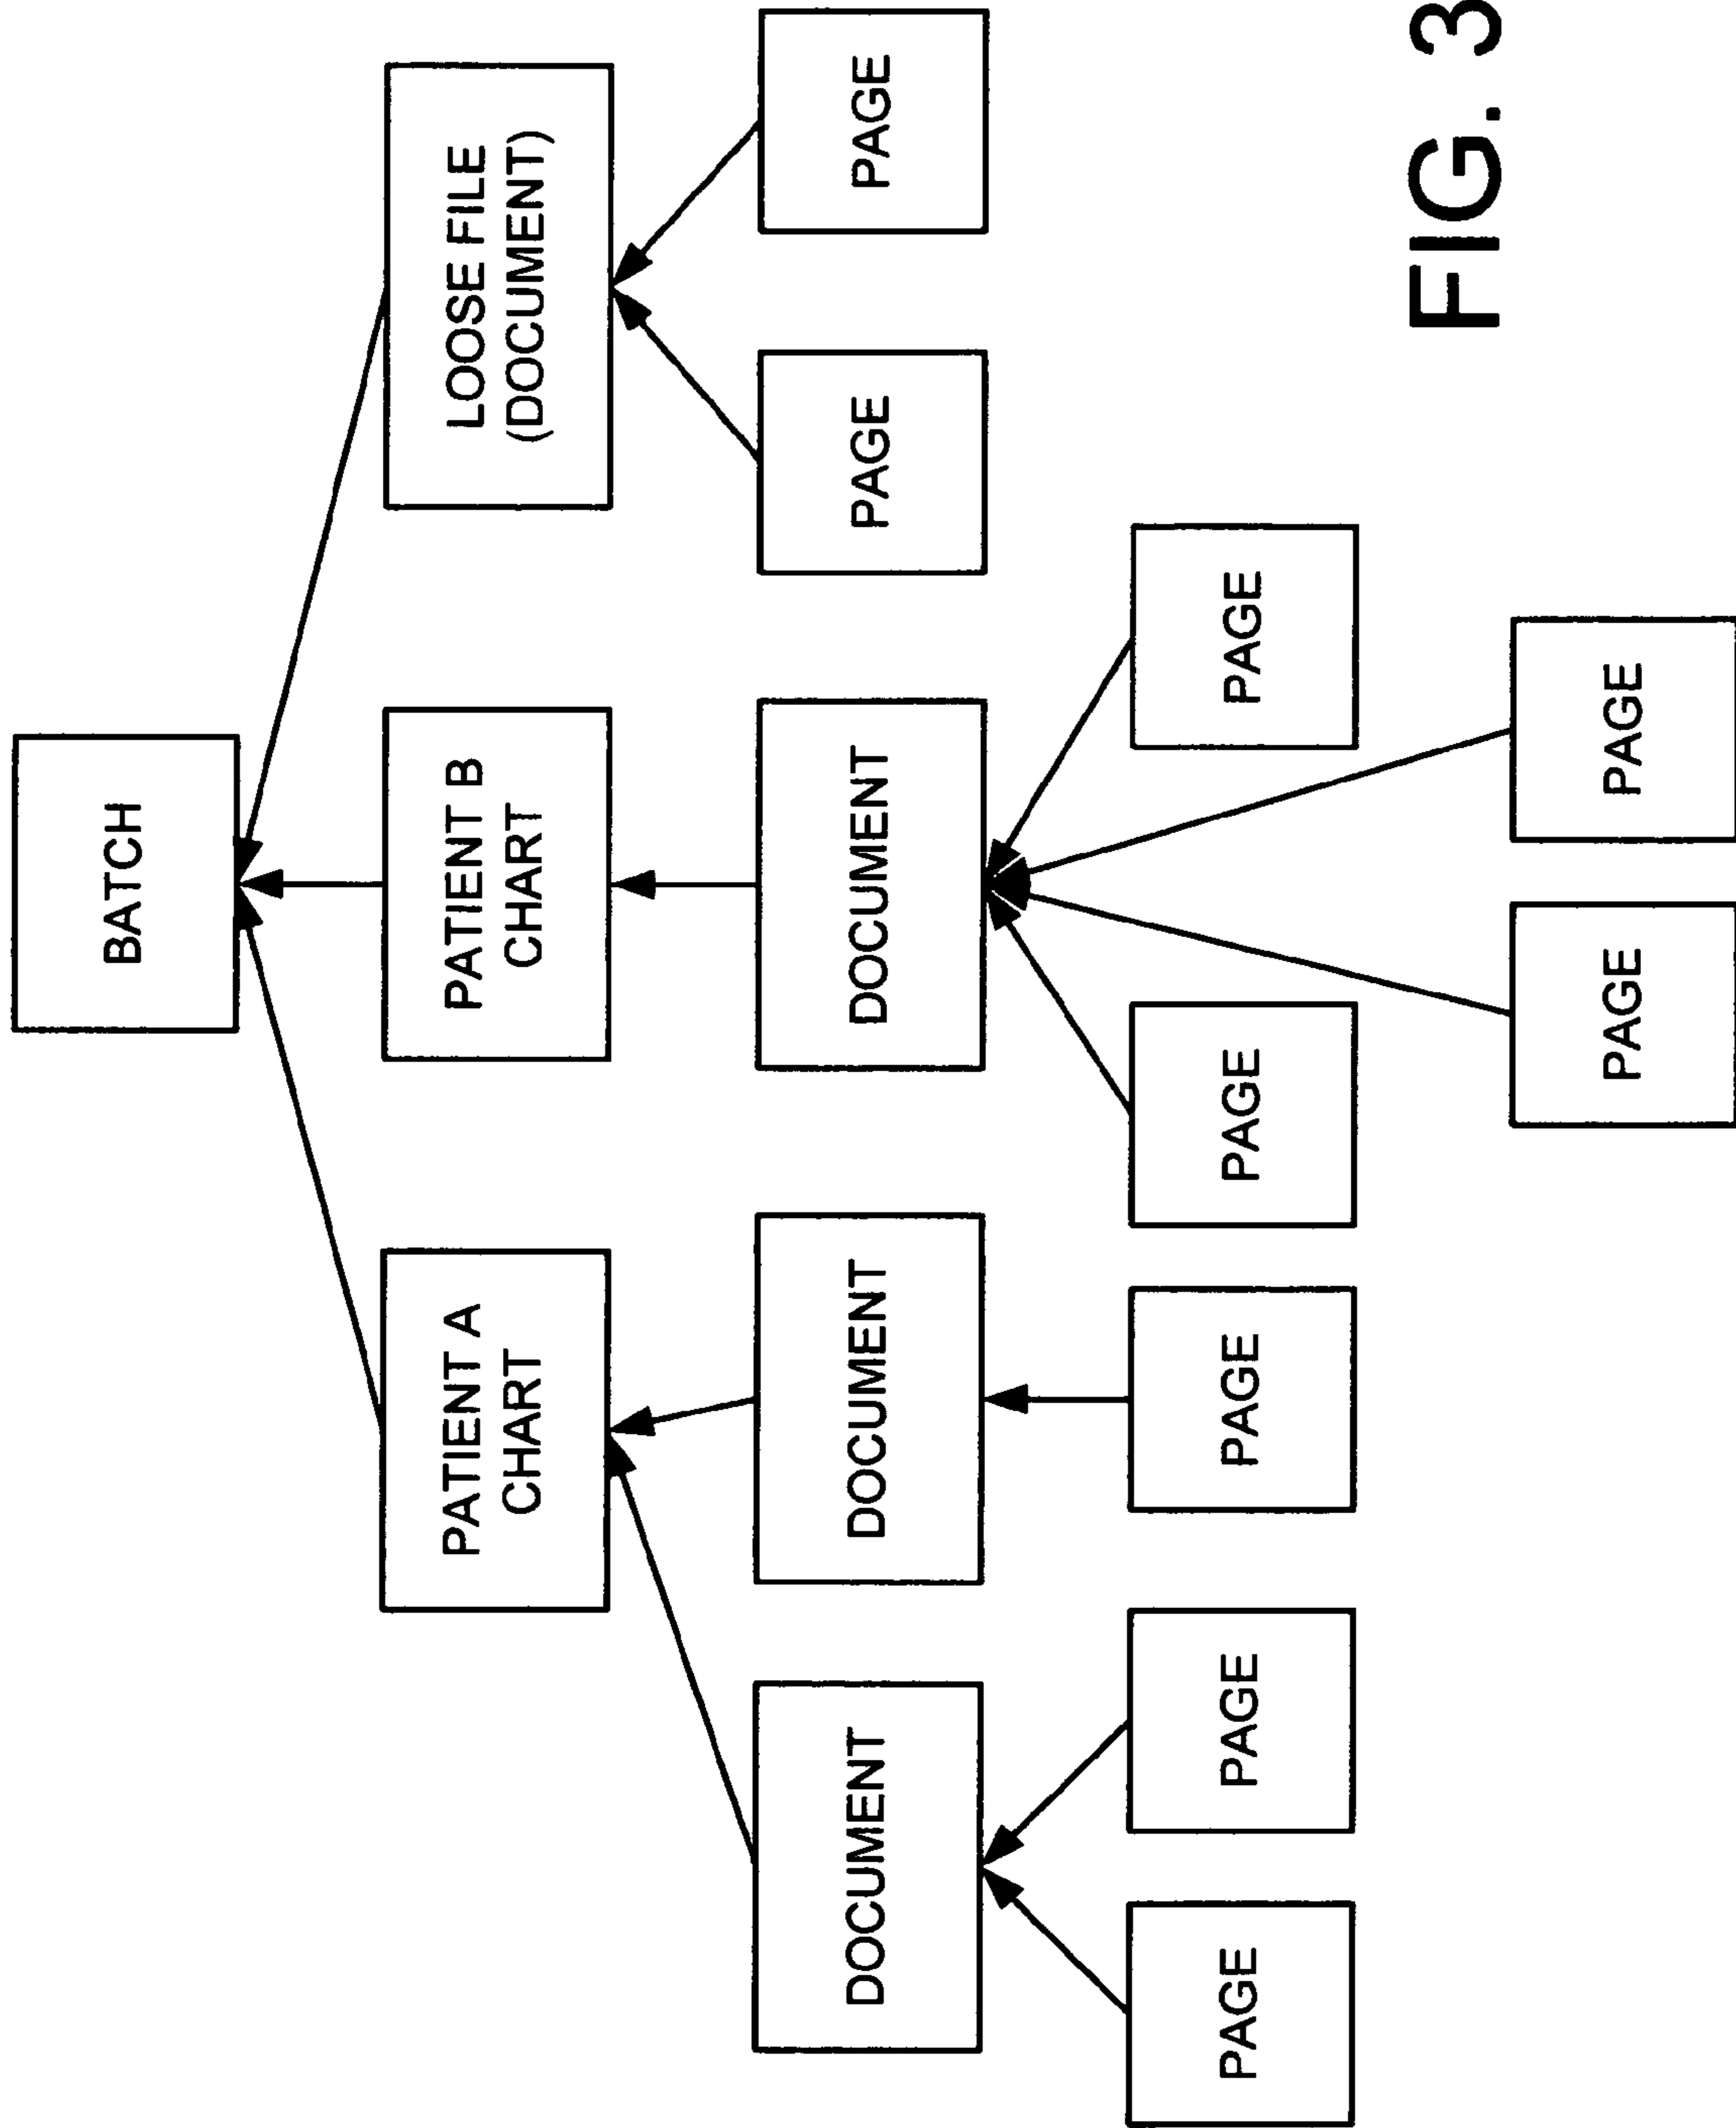 BATCH
PATIENT A
CHART
PATIENT B
CHART
LOOSE FILE
(DOCUMENT)
DOCUMENT
DOCUMENT
DOCUMENT
PAGE
PAGE
PAGE
PAGE
PAGE
PAGE
PAGE
PAGE
PAGE
FIG. 3